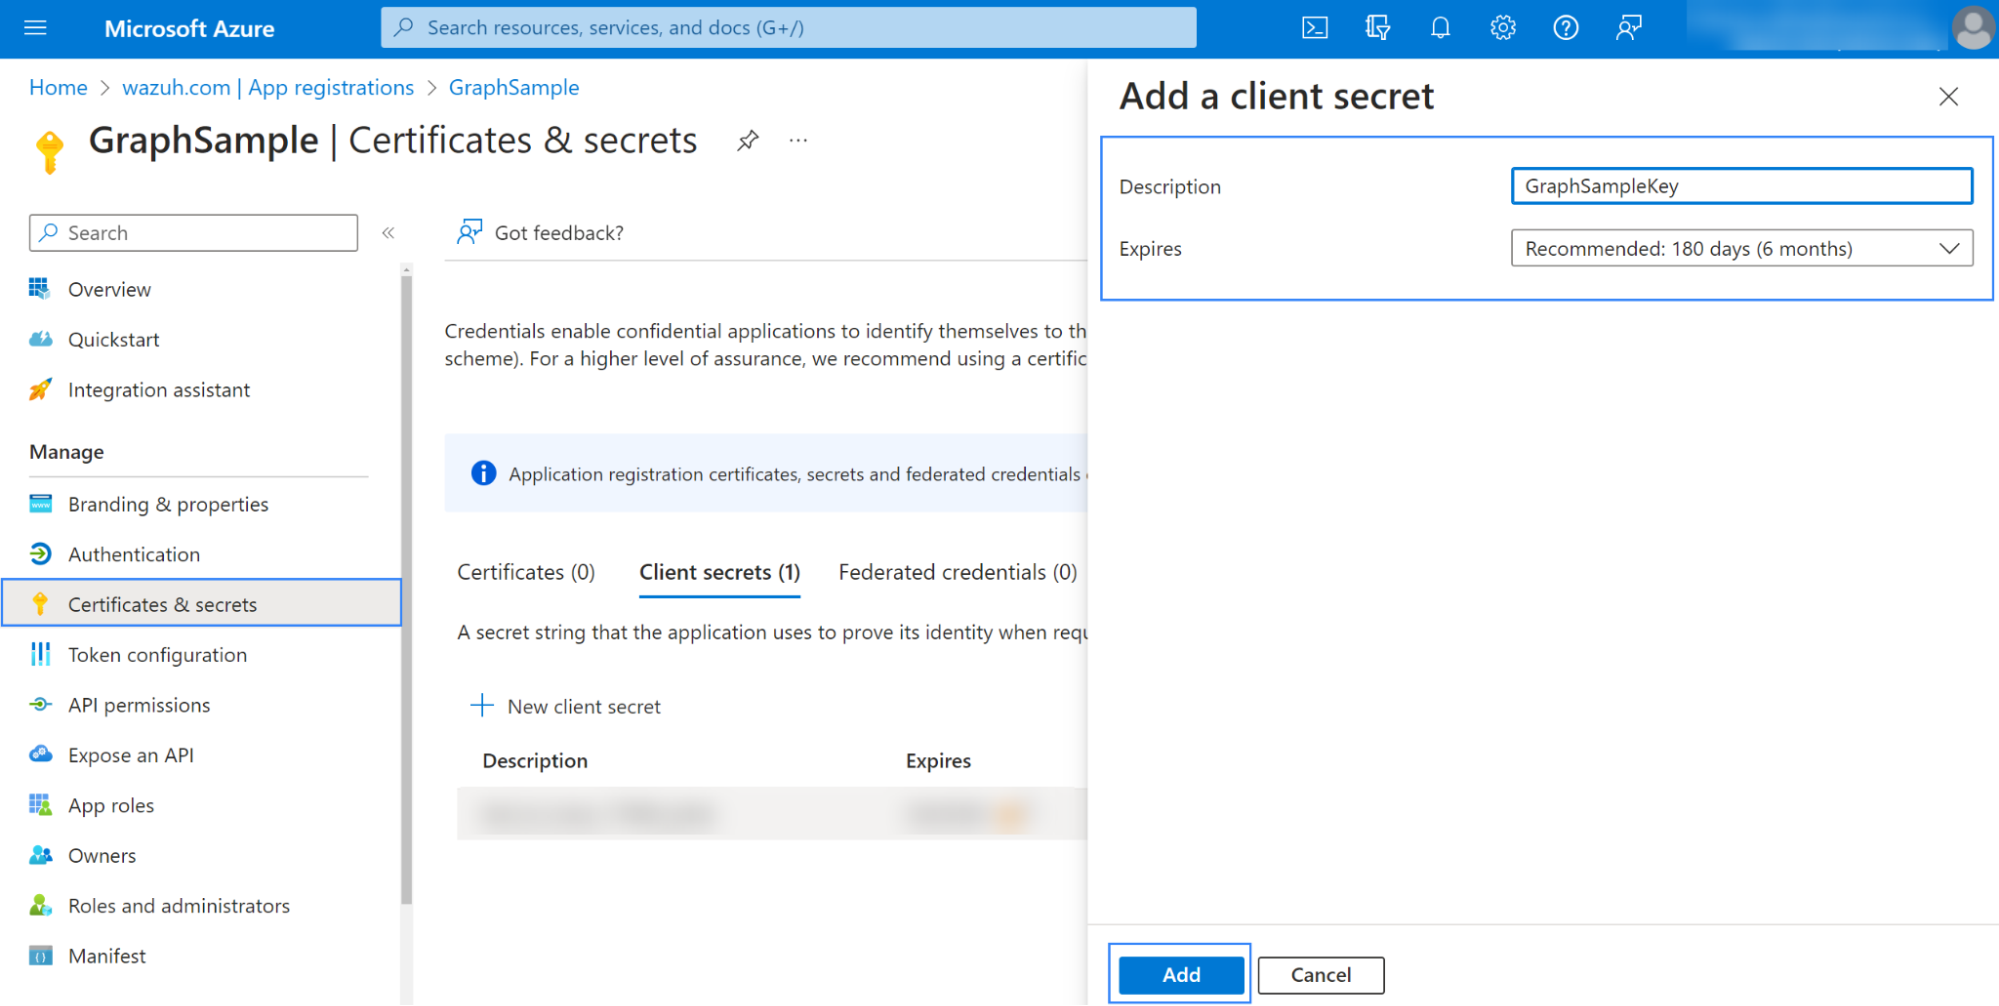 Microsoft Azure
Search resources, services, and docs (G+/)
Home > wazuh.com | App registrations > GraphSample
GraphSample | Certificates & secrets
...
Search
«
Overview
Quickstart
Integration assistant
Manage
Branding & properties
Authentication
Certificates & secrets
Token configuration
API permissions
Expose an API
App roles
Owners
Roles and administrators
Manifest
Got feedback?
Credentials enable confidential applications to identify themselves to th
scheme). For a higher level of assurance, we recommend using a certific
Application registration certificates, secrets and federated credentials
Certificates (0) Client secrets (1) Federated credentials (0)
A secret string that the application uses to prove its identity when requ
+ New client secret
Description Expires
Add a client secret
Description GraphSampleKey
Expires Recommended: 180 days (6 months)
Add Cancel